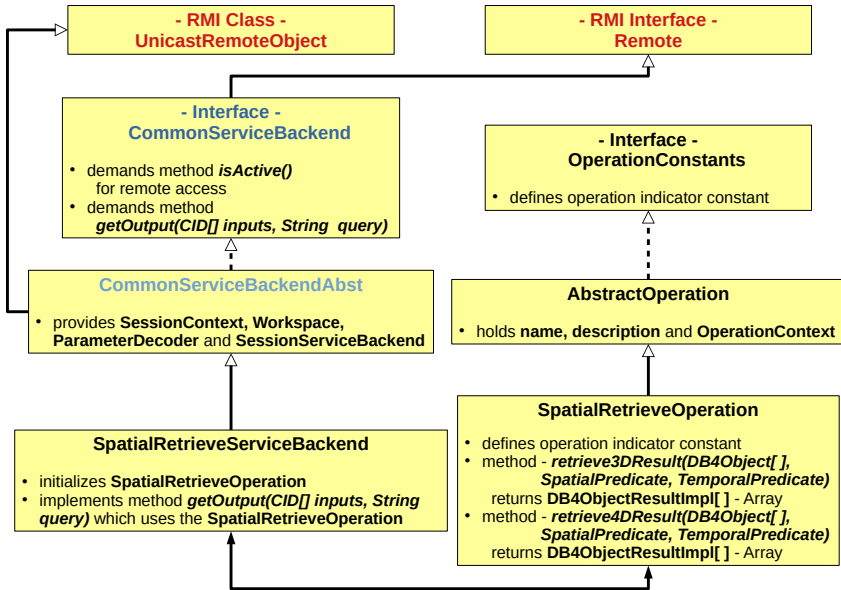 - RMI Class -
UnicastRemoteObject
- RMI Interface -
Remote
- Interface -
CommonServiceBackend
• demands method isActive()
for remote access
• demands method
getOutput(CID[] inputs, String query)
- Interface -
OperationConstants
• defines operation indicator constant
CommonServiceBackendAbst
• provides SessionContext, Workspace,
ParameterDecoder and SessionServiceBackend
AbstractOperation
• holds name, description and OperationContext
SpatialRetrieveServiceBackend
• initializes SpatialRetrieveOperation
• implements method getOutput(CID[] inputs, String
query) which uses the SpatialRetrieveOperation
SpatialRetrieveOperation
• defines operation indicator constant
• method - retrieve3DResult(DB4Object[ ],
SpatialPredicate, TemporalPredicate)
returns DB4ObjectResultImpl[ ] - Array
• method - retrieve4DResult(DB4Object[ ],
SpatialPredicate, TemporalPredicate)
returns DB4ObjectResultImpl[ ] - Array